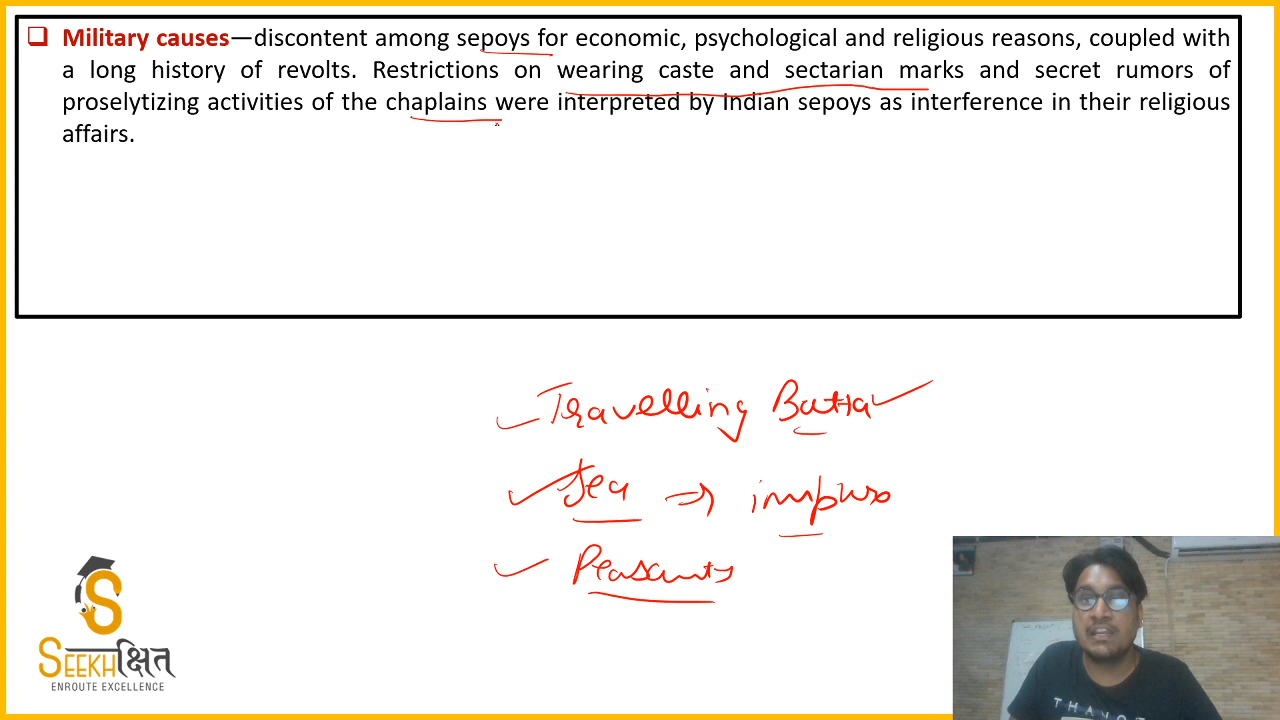 Military causes—discontent among sepoys for economic, psychological and religious reasons, coupled with
a long history of revolts. Restrictions on wearing caste and sectarian marks and secret rumors of
proselytizing activities of the chaplains were interpreted by Indian sepoys as interference in their religious
affairs.
Travelling Batta
Sea ⇒
Peasants
SEEKHक्षित
ENROUTE EXCELLENCE